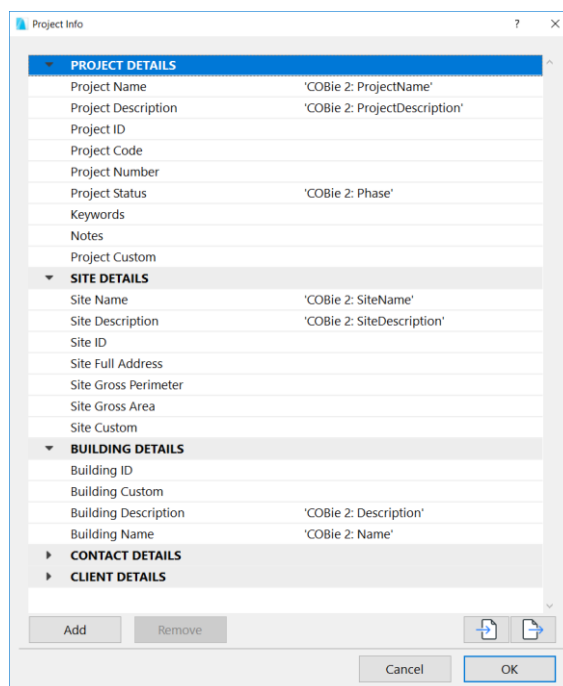 Project Info ? ×
PROJECT DETAILS
Project Name 'COBie 2: ProjectName'
Project Description 'COBie 2: ProjectDescription'
Project ID
Project Code
Project Number
Project Status 'COBie 2: Phase'
Keywords
Notes
Project Custom
SITE DETAILS
Site Name 'COBie 2: SiteName'
Site Description 'COBie 2: SiteDescription'
Site ID
Site Full Address
Site Gross Perimeter
Site Gross Area
Site Custom
BUILDING DETAILS
Building ID
Building Custom
Building Description 'COBie 2: Description'
Building Name 'COBie 2: Name'
CONTACT DETAILS
CLIENT DETAILS
Add Remove
Cancel OK